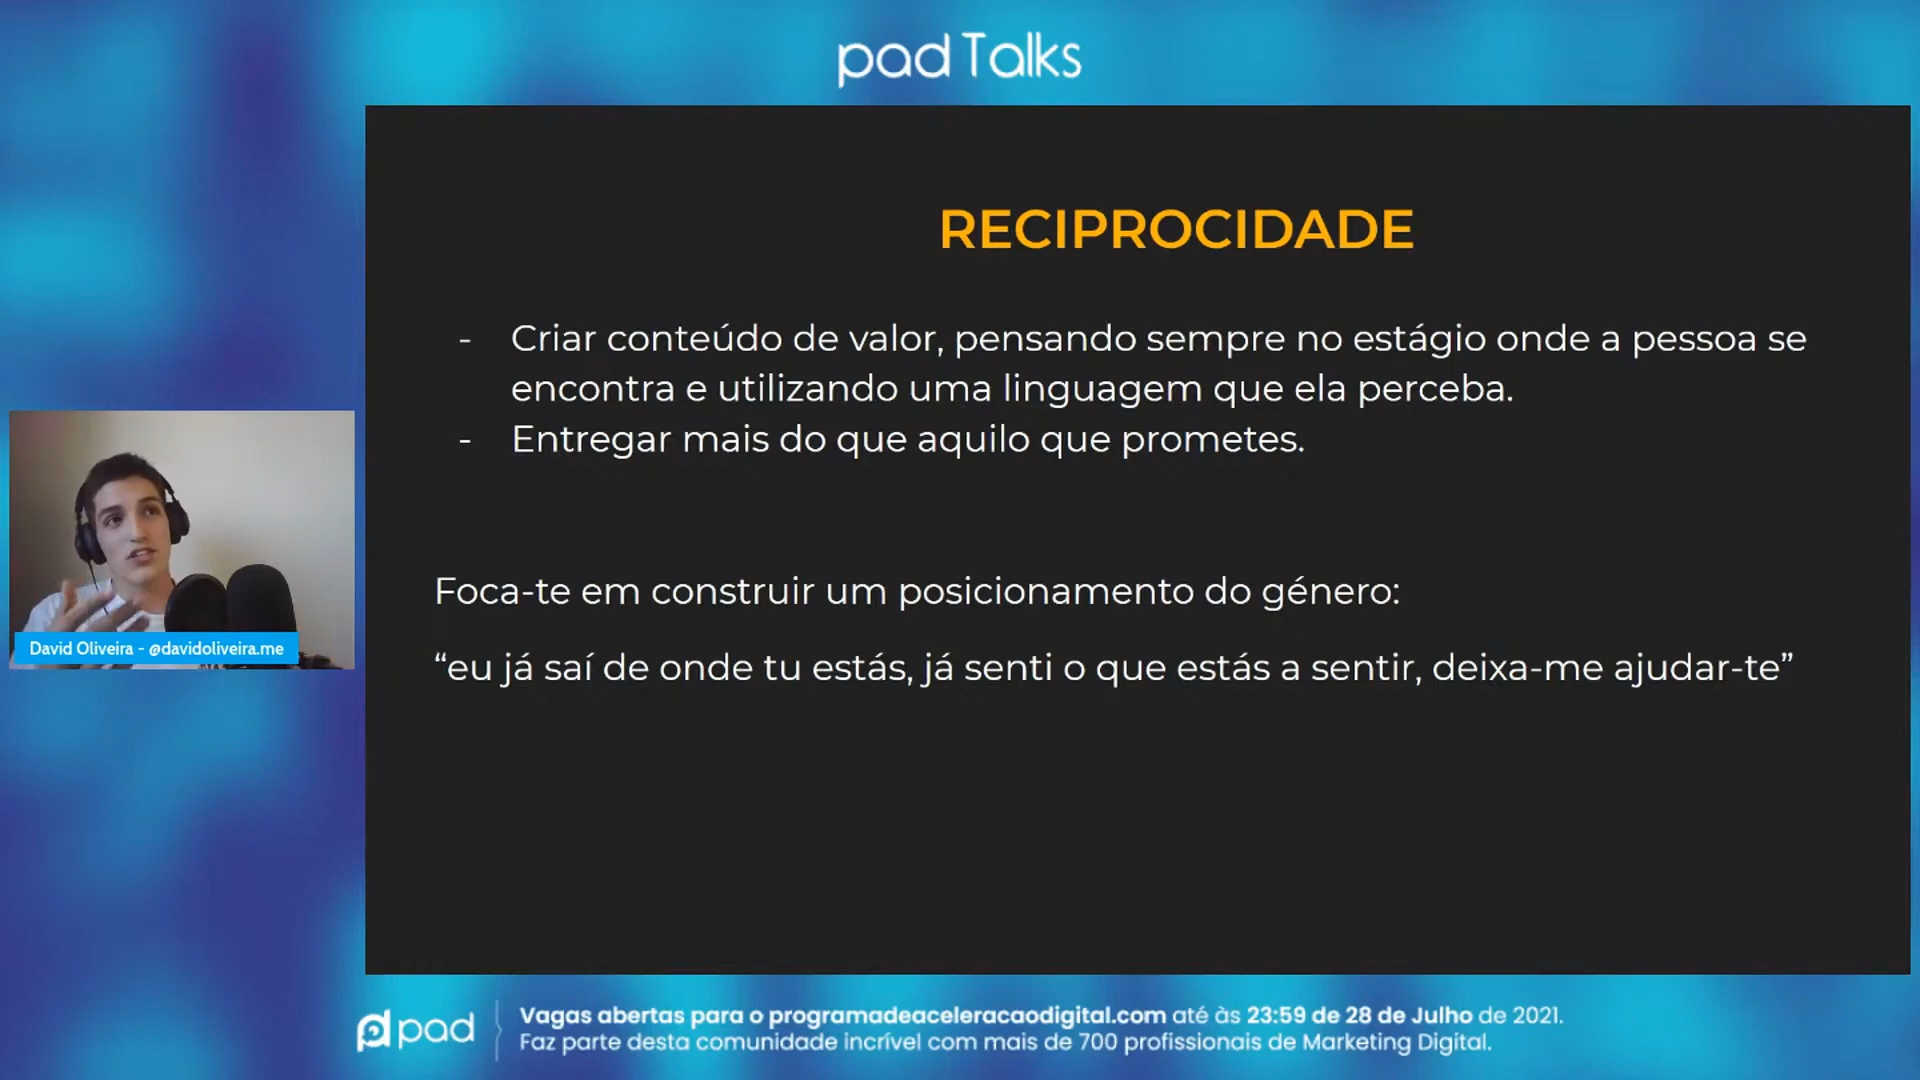 pad Talks
RECIPROCIDADE
- Criar conteúdo de valor, pensando sempre no estágio onde a pessoa se
encontra e utilizando uma linguagem que ela perceba.
- Entregar mais do que aquilo que prometes.
Foca-te em construir um posicionamento do género:
“eu já saí de onde tu estás, já senti o que estás a sentir, deixa-me ajudar-te”
David Oliveira - @davidoliveira.me
pad
Vagas abertas para o programadeaceleracaodigital.com até às 23:59 de 28 de Julho de 2021.
Faz parte desta comunidade incrível com mais de 700 profissionais de Marketing Digital.